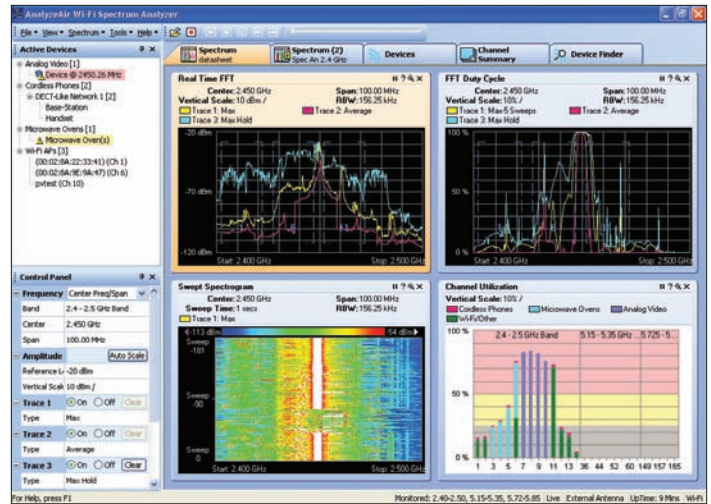 AnalyzeAir Wi-Fi Spectrum Analyzer
File View Spectrum Tools Help
Active Devices
Analog Video [1]
Device @ 2450.26 MHz
Cordless Phones [2]
DECT-Like Network 1 [2]
Base-Station
Handset
Microwave Ovens [1]
Microwave Oven(s)
Wi-Fi APs [3]
(00:02:8A:22:33:41) (Ch 1)
(00:02:8A:9E:9A:47) (Ch 6)
pvtest (Ch 10)
Control Panel
Frequency Center Freq/Span
Band 2.4 - 2.5 GHz Band
Center 2.450 GHz
Span 100.00 MHz
Amplitude Auto Scale
Reference L -20 dBm
Vertical Scal 10 dBm /
Trace 1 On Off Clear
Type Max
Trace 2 On Off Clear
Type Average
Trace 3 On Off Clear
Type Max Hold
Spectrum
datasheet
Spectrum (2)
Spec An 2.4 GHz
Devices
Channel
Summary
Device Finder
Real Time FFT
Center: 2.450 GHz Span: 100.00 MHz
Vertical Scale: 10 dBm / RBW: 156.25 kHz
Trace 1: Max Trace 2: Average
Trace 3: Max Hold
-20 dBm
-70 dBm
-120 dBm
Start: 2.400 GHz Stop: 2.500 GHz
FFT Duty Cycle
Center: 2.450 GHz Span: 100.00 MHz
Vertical Scale: 10% / RBW: 156.25 kHz
Trace 1: Max-5 Sweeps Trace 2: Average
Trace 3: Max Hold
100 %
50 %
0 %
Start: 2.400 GHz Stop: 2.500 GHz
Swept Spectrogram
Center: 2.450 GHz Span: 100.00 MHz
Sweep Time: 1 secs RBW: 156.25 kHz
Trace 1: Max
-113 dBm -54 dBm
Sweep
-181
Sweep
-90
Sweep
0
Start: 2.400 GHz Stop: 2.500 GHz
Channel Utilization
Vertical Scale: 10% /
Cordless Phones Microwave Ovens Analog Video
Wi-Fi/Other
100 %
2.4 - 2.5 GHz Band 5.15 - 5.35 GHz ... 5.725 - 5....
50 %
0 %
1 3 5 7 9 11 13 36 44 52 60 149 157 165
For Help, press F1
Monitored: 2.40-2.50, 5.15-5.35, 5.72-5.85 Live External Antenna UpTime: 9 Mins Wi-Fi